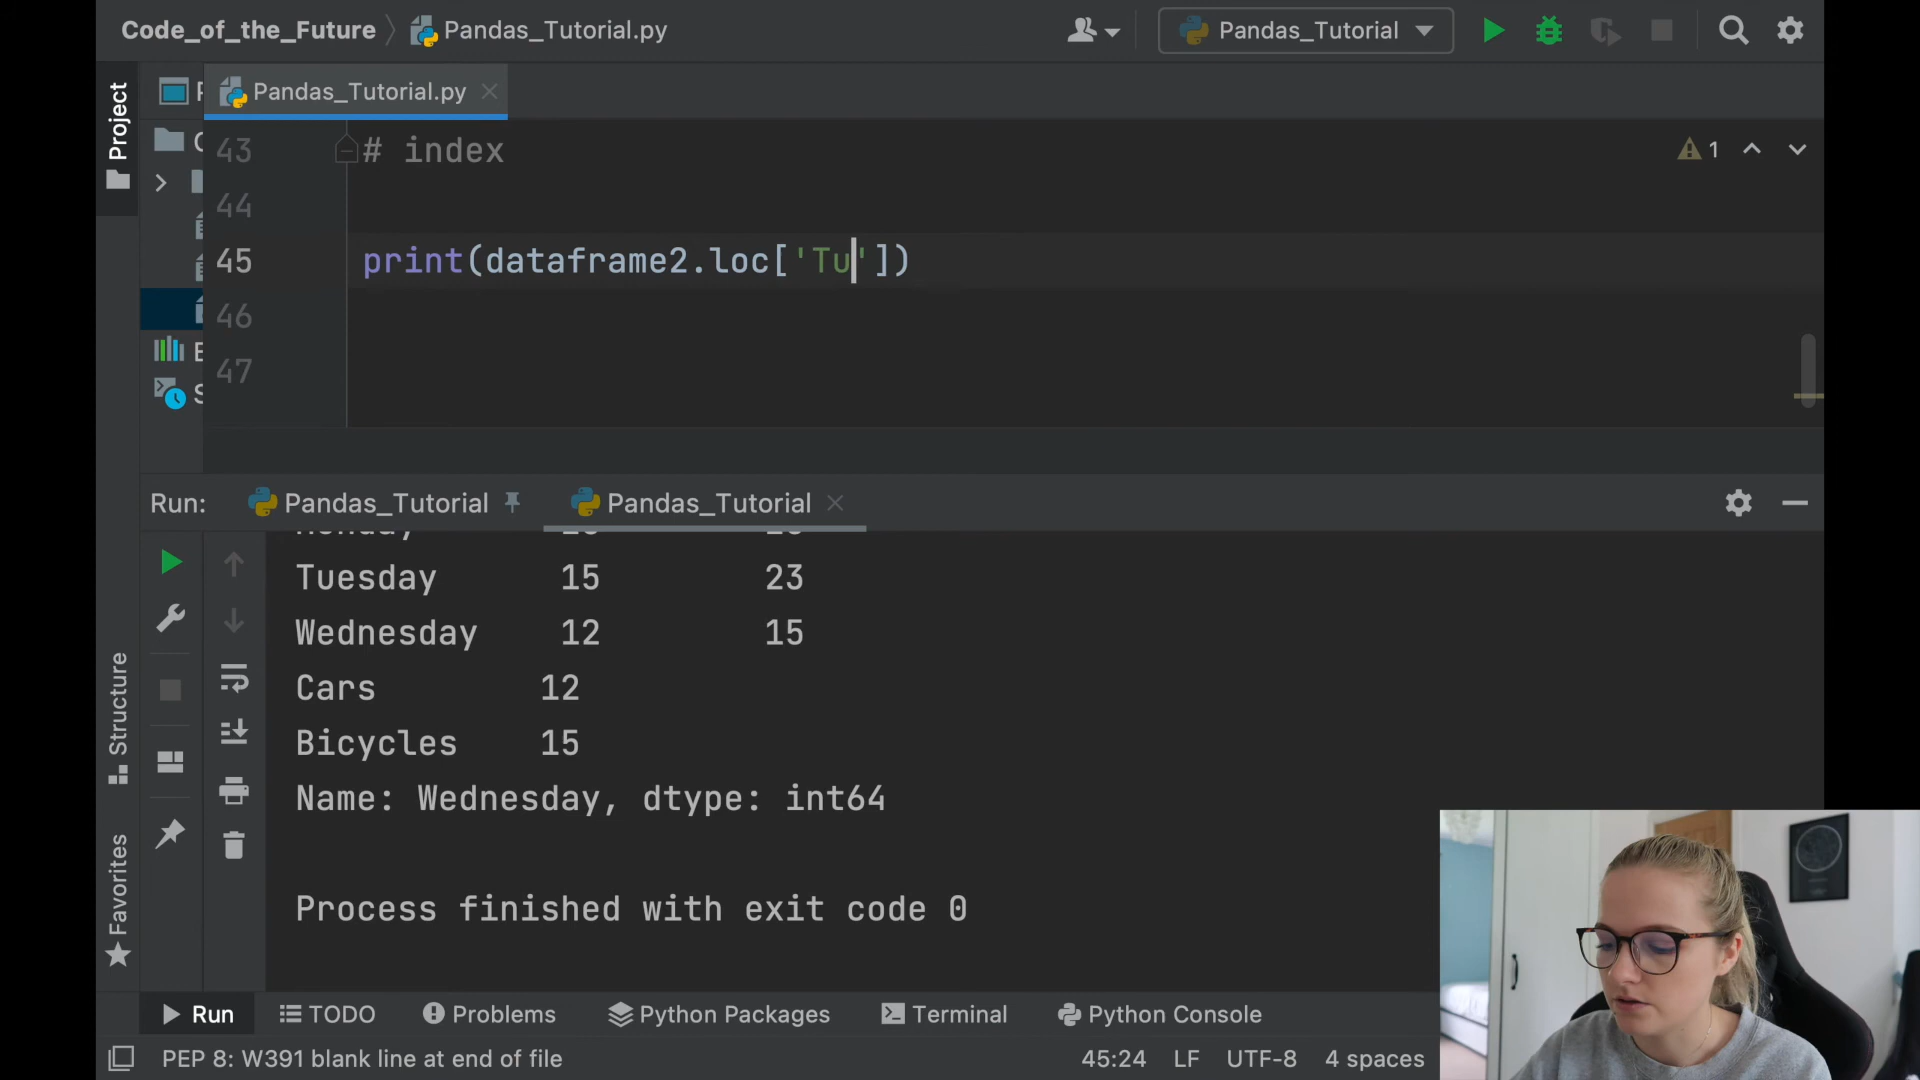 Code_of_the_Future
Pandas_Tutorial.py
Pandas_Tutorial
Project
Pandas_Tutorial.py
43 # index
1
44
45 print(dataframe2.loc['Tu'])
46
47
Run: Pandas_Tutorial Pandas_Tutorial
Tuesday 15 23
Wednesday 12 15
Cars 12
Bicycles 15
Name: Wednesday, dtype: int64
Process finished with exit code 0
Structure
Favorites
Run TODO Problems Python Packages Terminal Python Console
PEP 8: W391 blank line at end of file 45:24 LF UTF-8 4 spaces